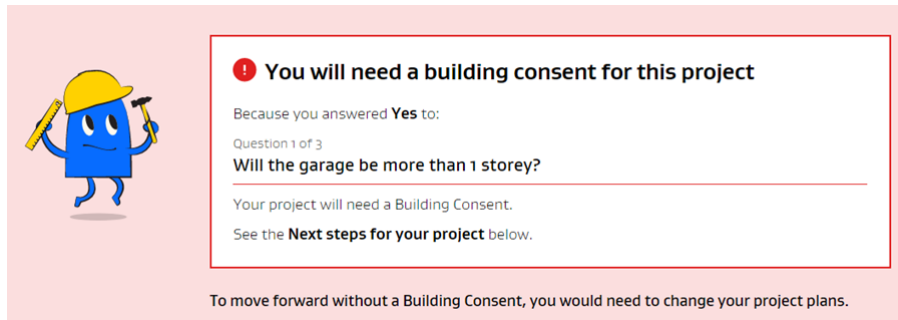 ! You will need a building consent for this project
Because you answered Yes to:
Question 1 of 3
Will the garage be more than 1 storey?
Your project will need a Building Consent.
See the Next steps for your project below.
To move forward without a Building Consent, you would need to change your project plans.